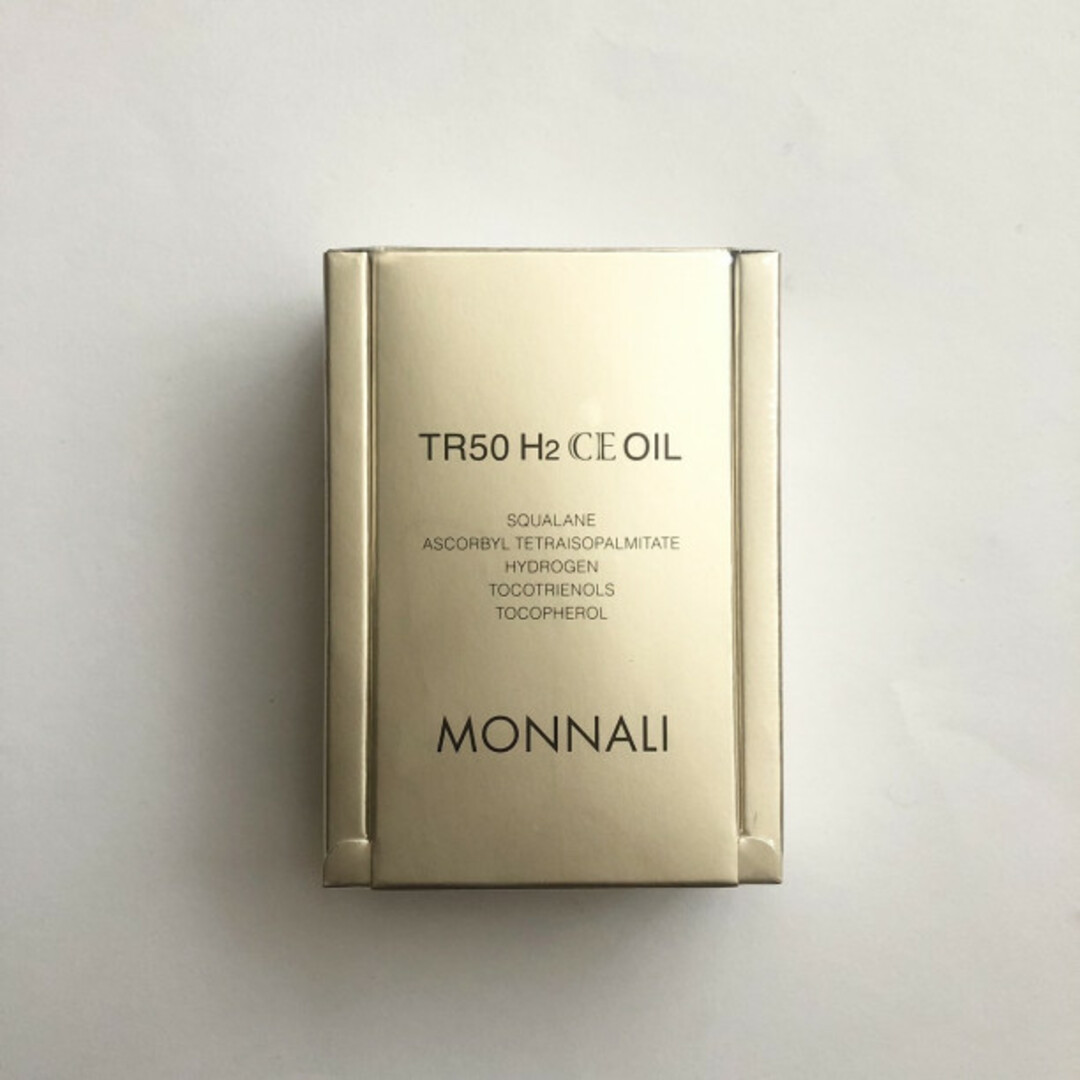 TR50 H2 CE OIL
SQUALANE
ASCORBYL TETRAISOPALMITATE
HYDROGEN
TOCOTRIENOLS
TOCOPHEROL
MONNALI